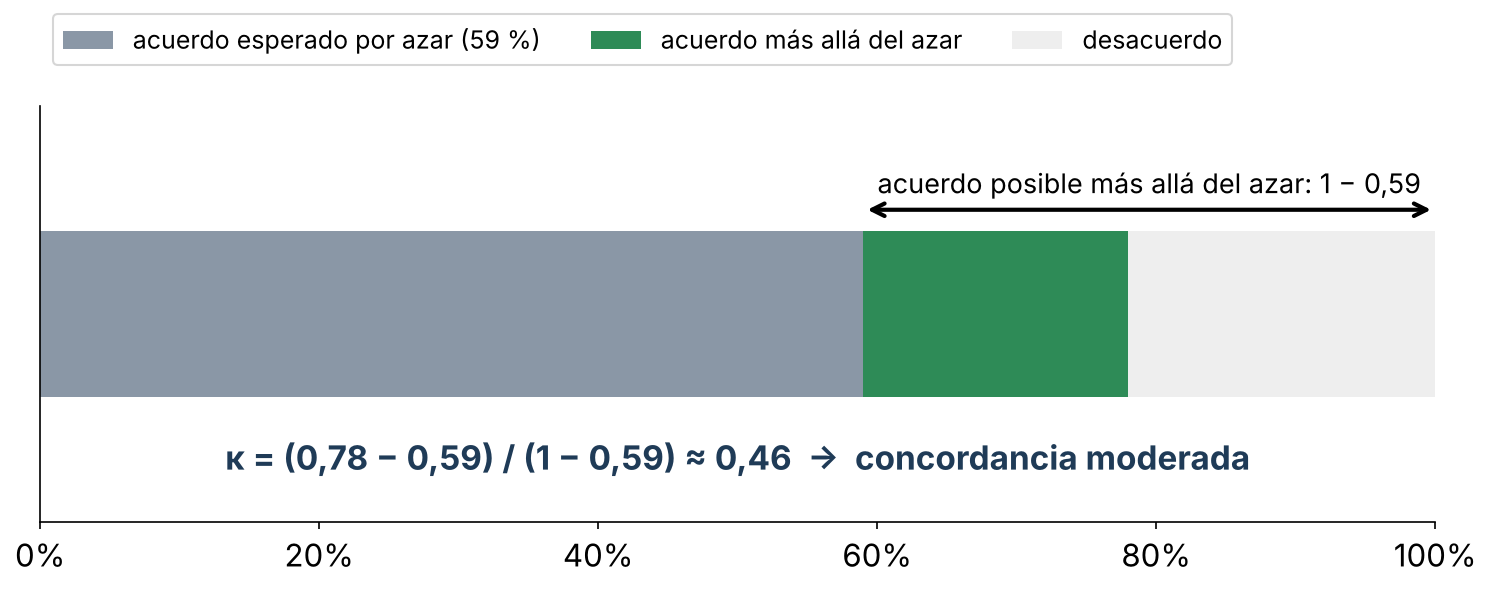 acuerdo esperado por azar (59 %) acuerdo más allá del azar desacuerdo
acuerdo posible más allá del azar: 1 − 0,59
κ = (0,78 − 0,59) / (1 − 0,59) ≈ 0,46 → concordancia moderada
0% 20% 40% 60% 80% 100%